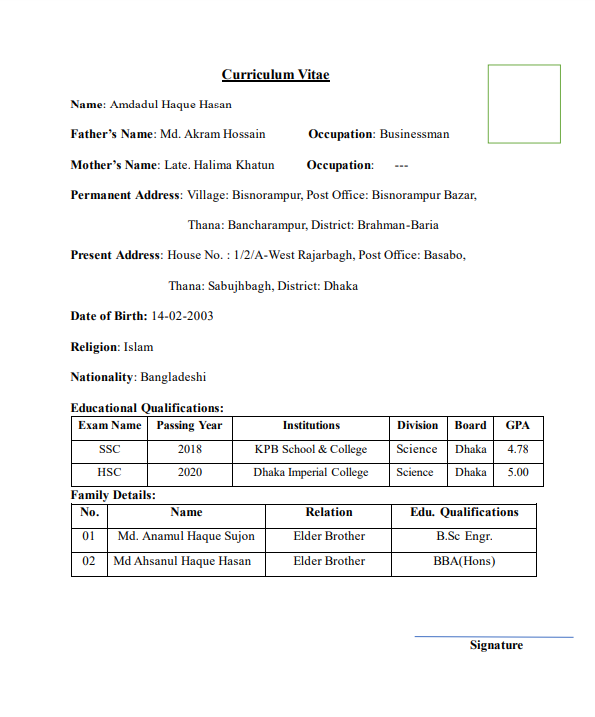 Curriculum Vitae
Name: Amdadul Haque Hasan
Father's Name: Md. Akram Hossain Occupation: Businessman
Mother's Name: Late. Halima Khatun Occupation: ---
Permanent Address: Village: Bisnorampur, Post Office: Bisnorampur Bazar,
Thana: Bancharampur, District: Brahman-Baria
Present Address: House No. : 1/2/A-West Rajarbagh, Post Office: Basabo,
Thana: Sabujhbagh, District: Dhaka
Date of Birth: 14-02-2003
Religion: Islam
Nationality: Bangladeshi
Educational Qualifications:
Exam Name Passing Year Institutions Division Board GPA
SSC 2018 KPB School & College Science Dhaka 4.78
HSC 2020 Dhaka Imperial College Science Dhaka 5.00
Family Details:
No. Name Relation Edu. Qualifications
01 Md. Anamul Haque Sujon Elder Brother B.Sc Engr.
02 Md Ahsanul Haque Hasan Elder Brother BBA(Hons)
Signature